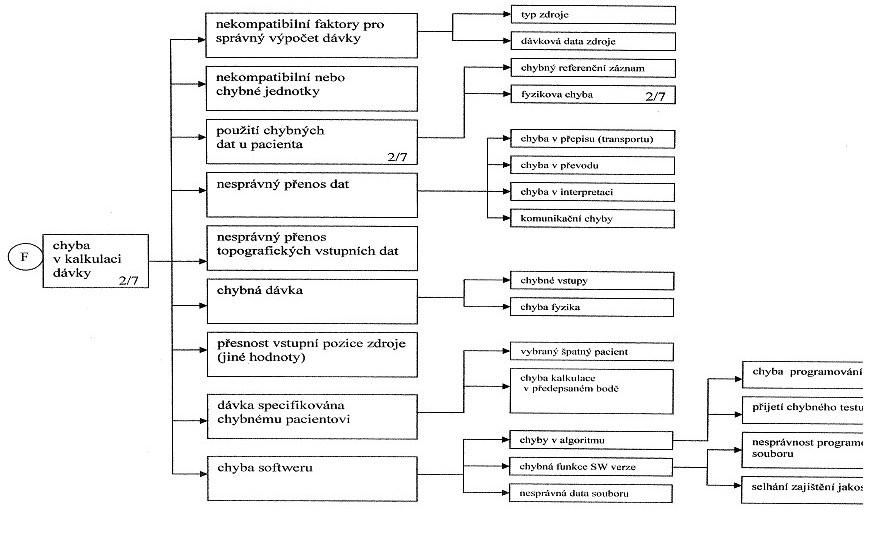 F
chyba
v kalkulaci
dávky
2/7
nekompatibilní faktory pro
správný výpočet dávky
typ zdroje
dávková data zdroje
nekompatibilní nebo
chybné jednotky
použití chybných
dat u pacienta
2/7
chybný referenční záznam
fyzikova chyba
2/7
nesprávný přenos dat
chyba v přepisu (transportu)
chyba v převodu
chyba v interpretaci
komunikační chyby
nesprávný přenos
topografických vstupních dat
chybná dávka
chybné vstupy
chyba fyzika
přesnost vstupní pozice zdroje
(jiné hodnoty)
dávka specifikována
chybnému pacientovi
vybraný špatný pacient
chyba kalkulace
v předepsaném bodě
chyba softweru
chyby v algoritmu
chybná funkce SW verze
nesprávná data souboru
chyba programování
přijetí chybného testu
nesprávnost programo
souboru
selhání zajištění jakos